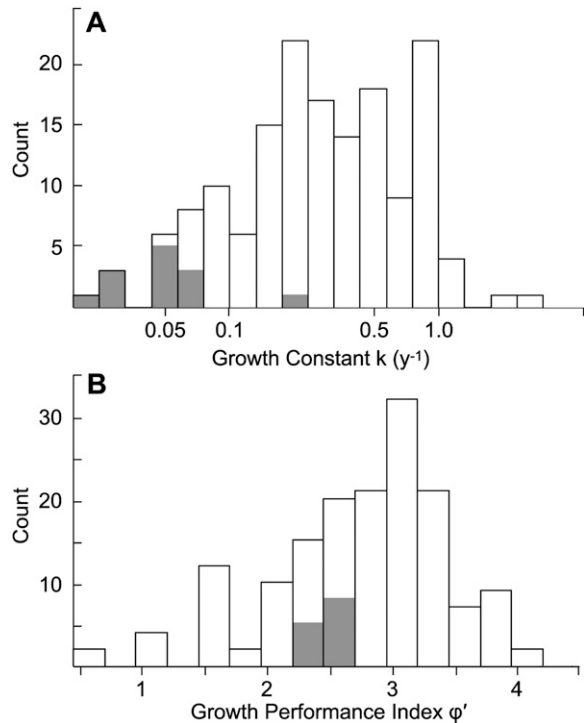 A
Count
20
15
10
5
0.05
0.1
0.5
1.0
Growth Constant k (y⁻¹)
B
Count
30
20
10
1
2
3
4
Growth Performance Index φ′